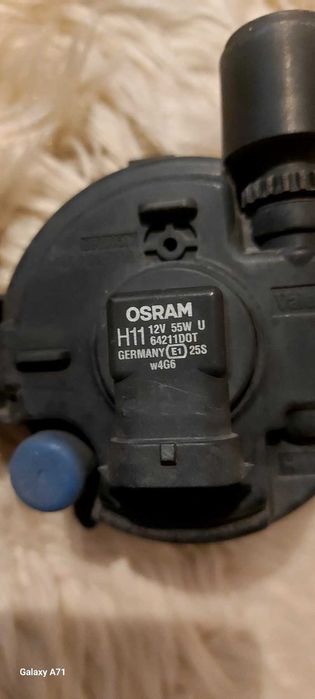 OSRAM
H11 12V 55W U
64211DOT
GERMANY E1 25S
w4G6
Galaxy A71